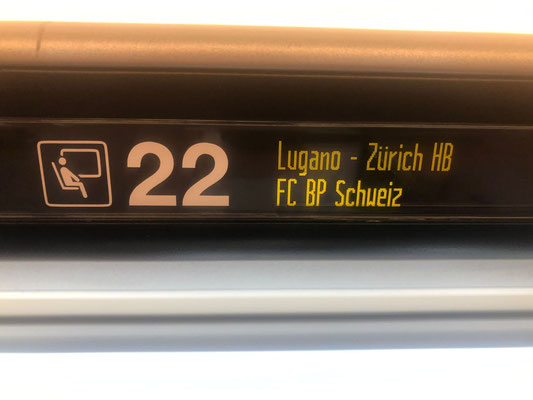 22
Lugano - Zürich HB
FC BP Schweiz